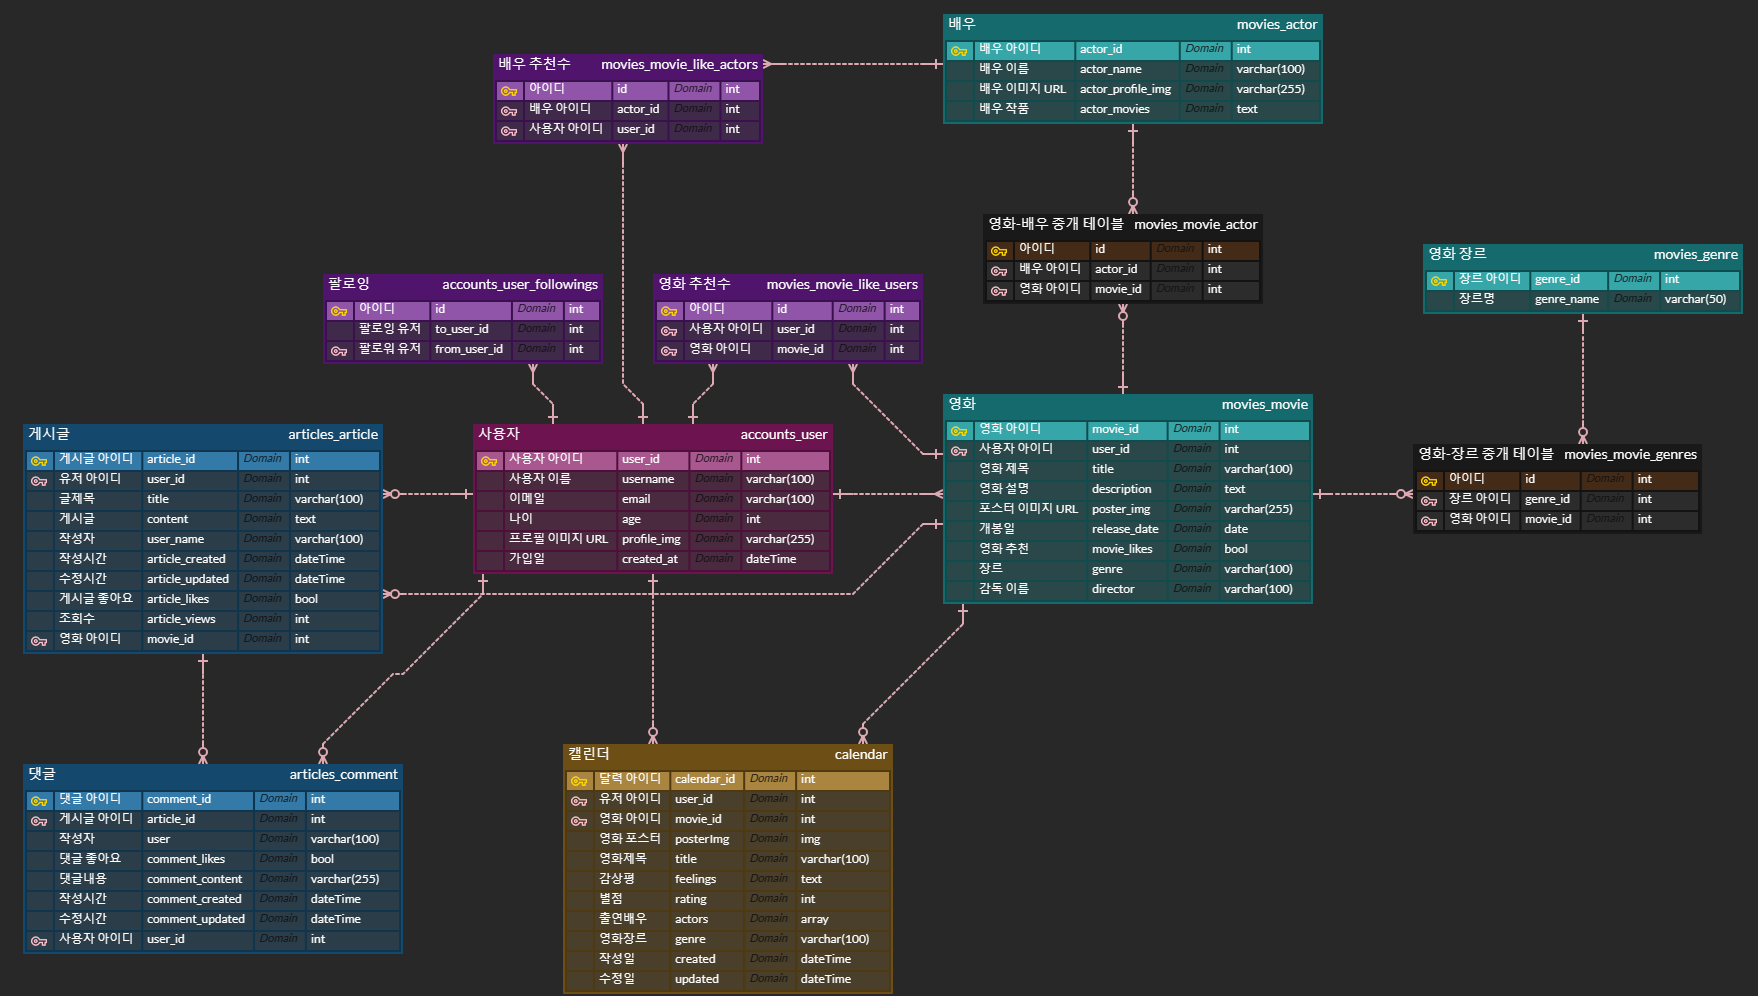 배우 movies_actor
배우 아이디 actor_id Domain int
배우 이름 actor_name Domain varchar(100)
배우 이미지 URL actor_profile_img Domain varchar(255)
배우 작품 actor_movies Domain text
배우 추천수 movies_movie_like_actors
아이디 id Domain int
배우 아이디 actor_id Domain int
사용자 아이디 user_id Domain int
영화-배우 중개 테이블 movies_movie_actor
아이디 id Domain int
배우 아이디 actor_id Domain int
영화 아이디 movie_id Domain int
영화 장르 movies_genre
장르 아이디 genre_id Domain int
장르명 genre_name Domain varchar(50)
팔로잉 accounts_user_followings
아이디 id Domain int
팔로잉 유저 to_user_id Domain int
팔로워 유저 from_user_id Domain int
영화 추천수 movies_movie_like_users
아이디 id Domain int
사용자 아이디 user_id Domain int
영화 아이디 movie_id Domain int
게시글 articles_article
게시글 아이디 article_id Domain int
유저 아이디 user_id Domain int
글제목 title Domain varchar(100)
게시글 content Domain text
작성자 user_name Domain varchar(100)
작성시간 article_created Domain dateTime
수정시간 article_updated Domain dateTime
게시글 좋아요 article_likes Domain bool
조회수 article_views Domain int
영화 아이디 movie_id Domain int
사용자 accounts_user
사용자 아이디 user_id Domain int
사용자 이름 username Domain varchar(100)
이메일 email Domain varchar(100)
나이 age Domain int
프로필 이미지 URL profile_img Domain varchar(255)
가입일 created_at Domain dateTime
영화 movies_movie
영화 아이디 movie_id Domain int
사용자 아이디 user_id Domain int
영화 제목 title Domain varchar(100)
영화 설명 description Domain text
포스터 이미지 URL poster_img Domain varchar(255)
개봉일 release_date Domain date
영화 추천 movie_likes Domain bool
장르 genre Domain varchar(100)
감독 이름 director Domain varchar(100)
영화-장르 중개 테이블 movies_movie_genres
아이디 id Domain int
장르 아이디 genre_id Domain int
영화 아이디 movie_id Domain int
댓글 articles_comment
댓글 아이디 comment_id Domain int
게시글 아이디 article_id Domain int
작성자 user Domain varchar(100)
댓글 좋아요 comment_likes Domain bool
댓글내용 comment_content Domain varchar(255)
작성시간 comment_created Domain dateTime
수정시간 comment_updated Domain dateTime
사용자 아이디 user_id Domain int
캘린더 calendar
달력 아이디 calendar_id Domain int
유저 아이디 user_id Domain int
영화 아이디 movie_id Domain int
영화 포스터 posterImg Domain img
영화제목 title Domain varchar(100)
감상평 feelings Domain text
별점 rating Domain int
출연배우 actors Domain array
영화장르 genre Domain varchar(100)
작성일 created Domain dateTime
수정일 updated Domain dateTime